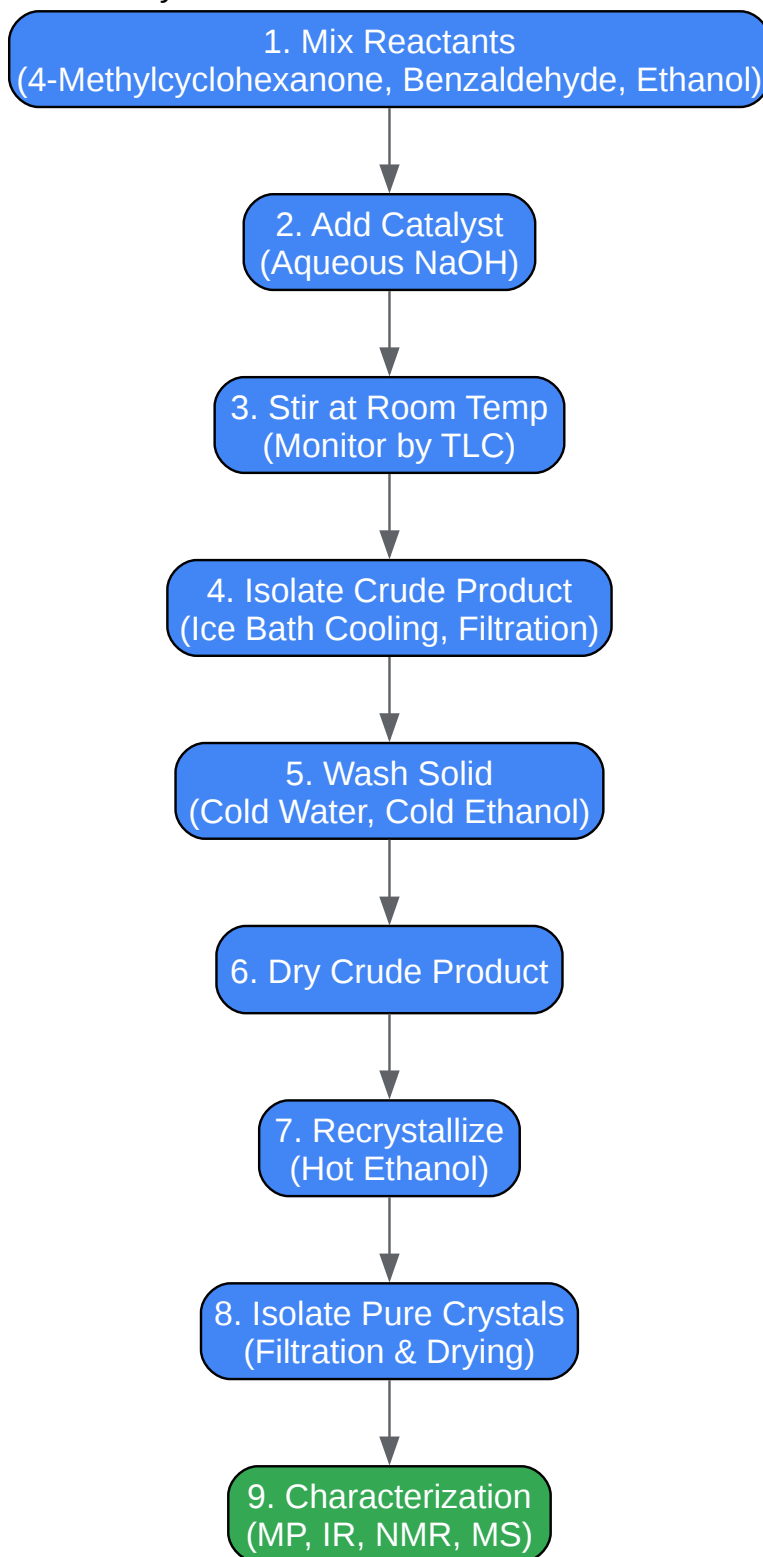 1. Mix Reactants
(4-Methylcyclohexanone, Benzaldehyde, Ethanol)
2. Add Catalyst
(Aqueous NaOH)
3. Stir at Room Temp
(Monitor by TLC)
4. Isolate Crude Product
(Ice Bath Cooling, Filtration)
5. Wash Solid
(Cold Water, Cold Ethanol)
6. Dry Crude Product
7. Recrystallize
(Hot Ethanol)
8. Isolate Pure Crystals
(Filtration & Drying)
9. Characterization
(MP, IR, NMR, MS)